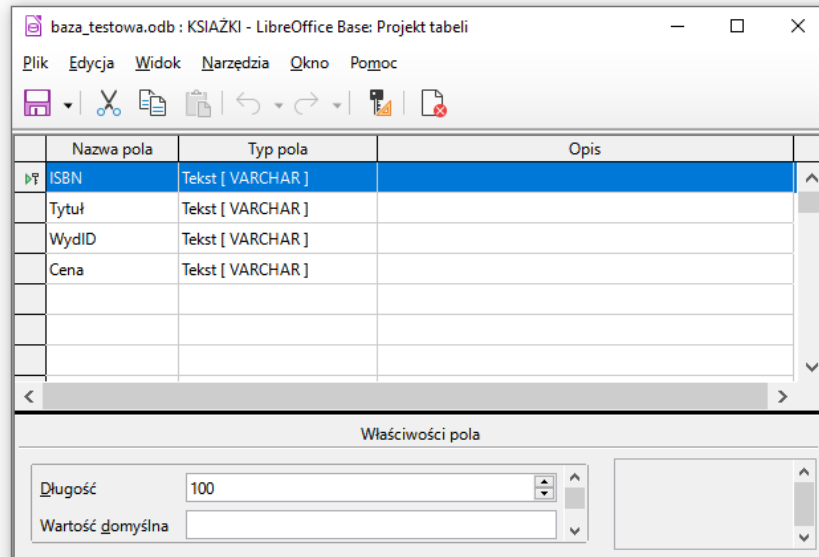 baza_testowa.odb : KSIAŻKI - LibreOffice Base: Projekt tabeli
Plik Edycja Widok Narzędzia Okno Pomoc
Nazwa pola Typ pola Opis
ISBN Tekst [ VARCHAR ]
Tytuł Tekst [ VARCHAR ]
WydID Tekst [ VARCHAR ]
Cena Tekst [ VARCHAR ]
Właściwości pola
Długość 100
Wartość domyślna